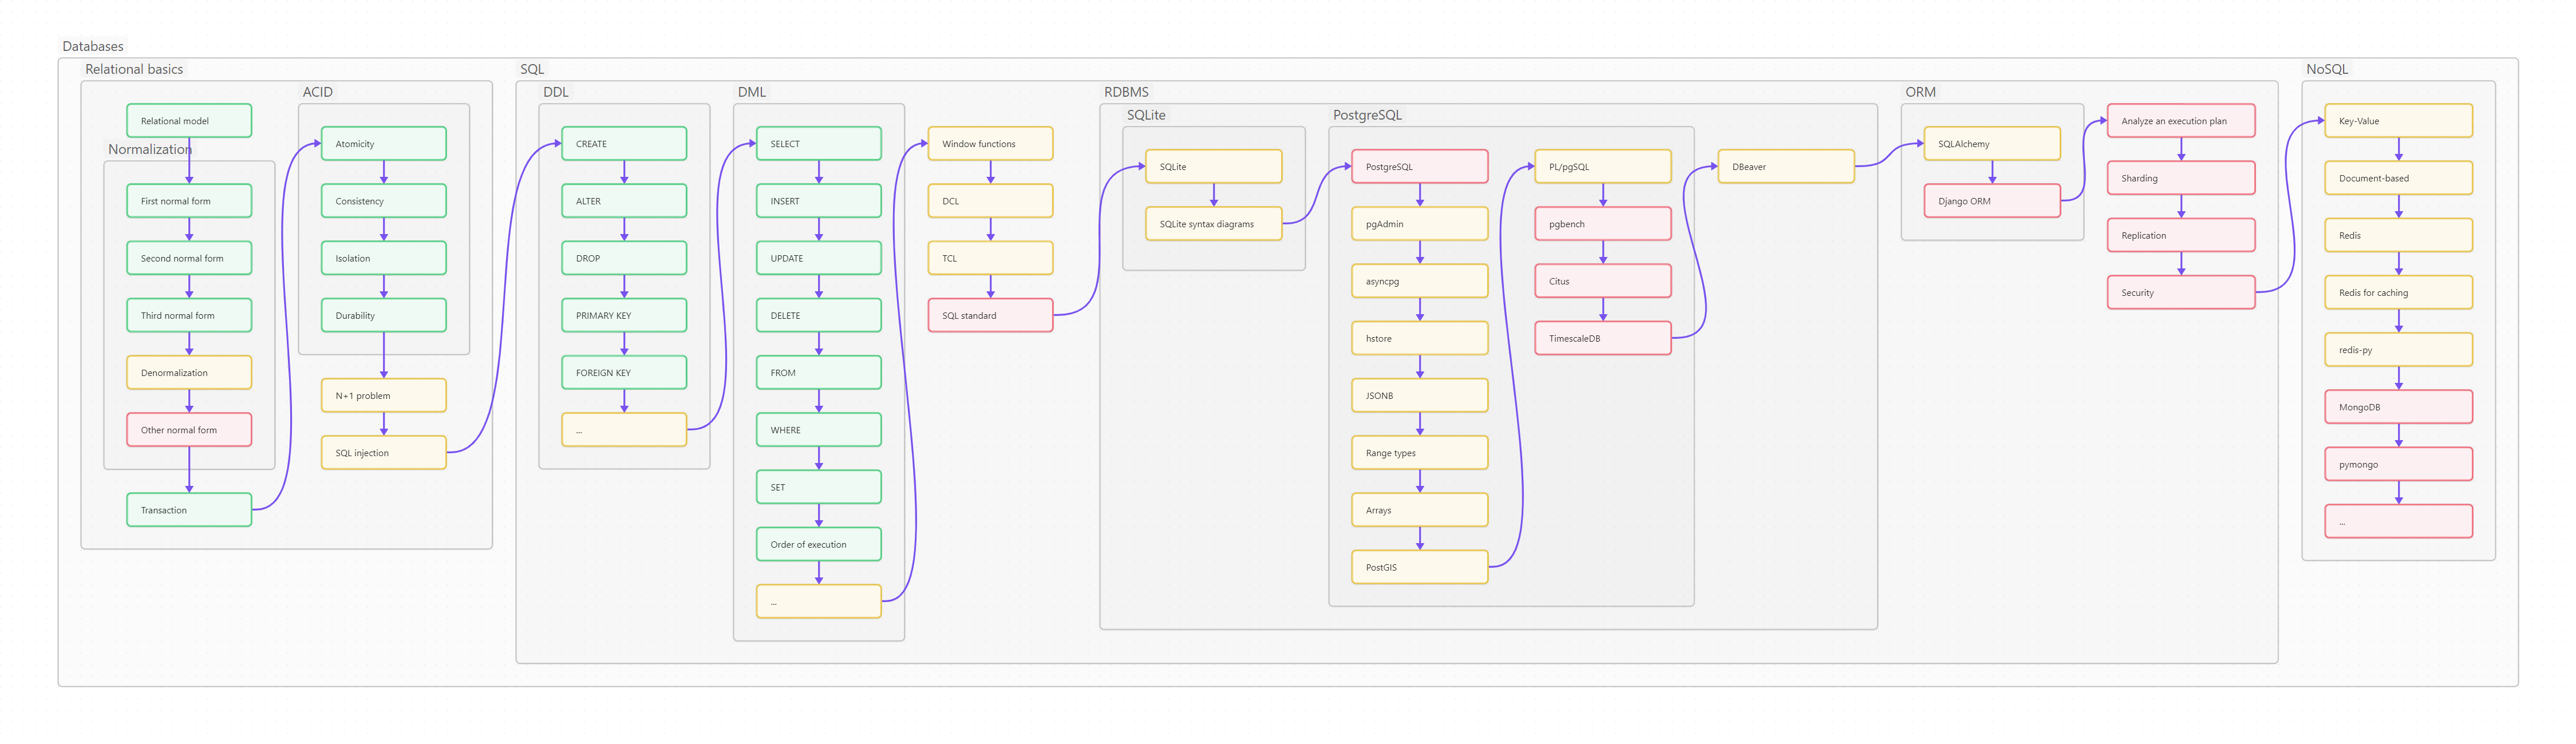 Databases
Relational basics
Relational model
Normalization
First normal form
Second normal form
Third normal form
Denormalization
Other normal form
Transaction
ACID
Atomicity
Consistency
Isolation
Durability
N+1 problem
SQL injection
SQL
DDL
CREATE
ALTER
DROP
PRIMARY KEY
FOREIGN KEY
...
DML
SELECT
INSERT
UPDATE
DELETE
FROM
WHERE
SET
Order of execution
...
Window functions
DCL
TCL
SQL standard
RDBMS
SQLite
SQLite
SQLite syntax diagrams
PostgreSQL
PostgreSQL
pgAdmin
asyncpg
hstore
JSONB
Range types
Arrays
PostGIS
PL/pgSQL
pgbench
Citus
TimescaleDB
DBeaver
ORM
SQLAlchemy
Django ORM
Analyze an execution plan
Sharding
Replication
Security
NoSQL
Key-Value
Document-based
Redis
Redis for caching
redis-py
MongoDB
pymongo
...